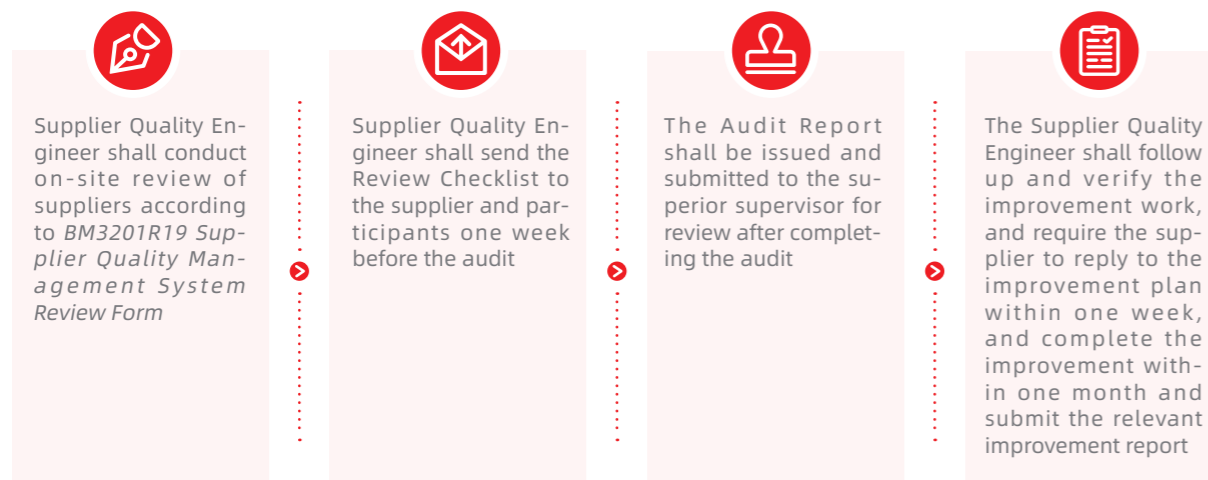 Supplier Quality En-
gineer shall conduct
on-site review of
suppliers according
to BM3201R19 Sup-
plier Quality Man-
agement System
Review Form
Supplier Quality En-
gineer shall send the
Review Checklist to
the supplier and par-
ticipants one week
before the audit
The Audit Report
shall be issued and
submitted to the su-
perior supervisor for
review after complet-
ing the audit
The Supplier Quality
Engineer shall follow
up and verify the
improvement work,
and require the sup-
plier to reply to the
improvement plan
within one week,
and complete the
improvement with-
in one month and
submit the relevant
improvement report